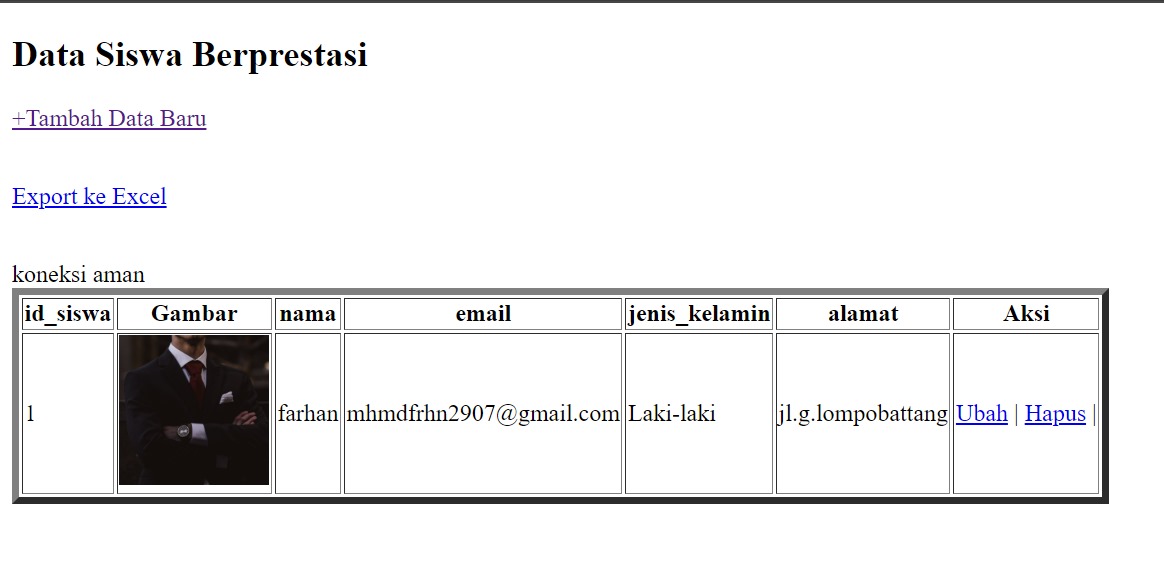 Data Siswa Berprestasi
+Tambah Data Baru
Export ke Excel
koneksi aman
id_siswa Gambar nama email jenis_kelamin alamat Aksi
1 farhan mhmdfrhn2907@gmail.com Laki-laki jl.g.lompobattang Ubah | Hapus |